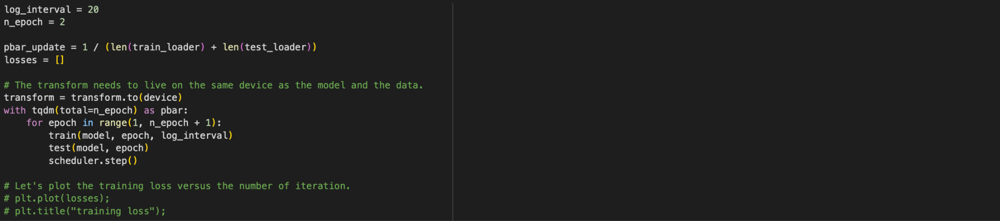 log_interval = 20
n_epoch = 2

pbar_update = 1 / (len(train_loader) + len(test_loader))
losses = []

# The transform needs to live on the same device as the model and the data.
transform = transform.to(device)
with tqdm(total=n_epoch) as pbar:
    for epoch in range(1, n_epoch + 1):
        train(model, epoch, log_interval)
        test(model, epoch)
        scheduler.step()

# Let's plot the training loss versus the number of iteration.
# plt.plot(losses);
# plt.title("training loss");